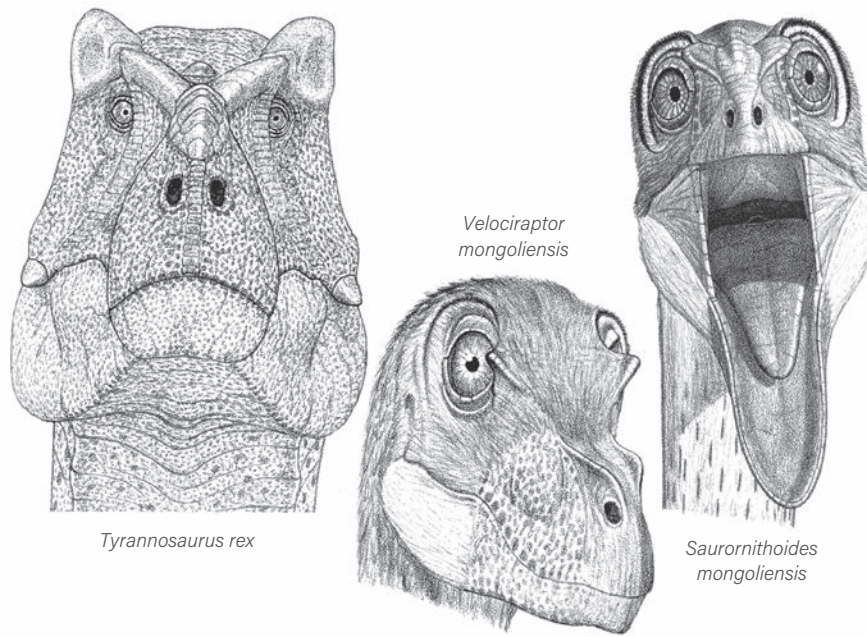 Velociraptor
mongoliensis
Tyrannosaurus rex
Saurornithoides
mongoliensis